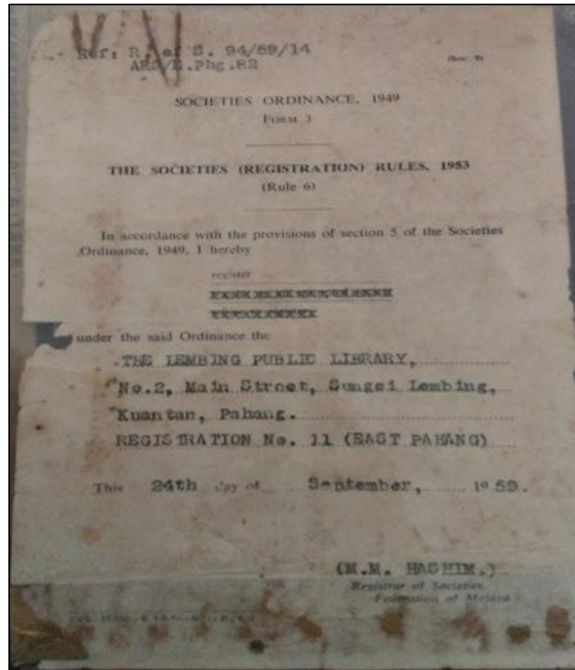 Ref: R. of S. 94/59/14
ARS/E.Phg.82
SOCIETIES ORDINANCE, 1949
FORM 3
THE SOCIETIES (REGISTRATION) RULES, 1953
(Rule 6)
In accordance with the provisions of section 5 of the Societies
Ordinance, 1949, I hereby
register
under the said Ordinance the
THE LEMBING PUBLIC LIBRARY,
No.2, Main Street, Sungei Lembing,
Kuantan, Pahang.
REGISTRATION No. 11 (EAST PAHANG)
This 24th day of September, 1959.
(M.M. HASHIM.)
Registrar of Societies,
Federation of Malaya